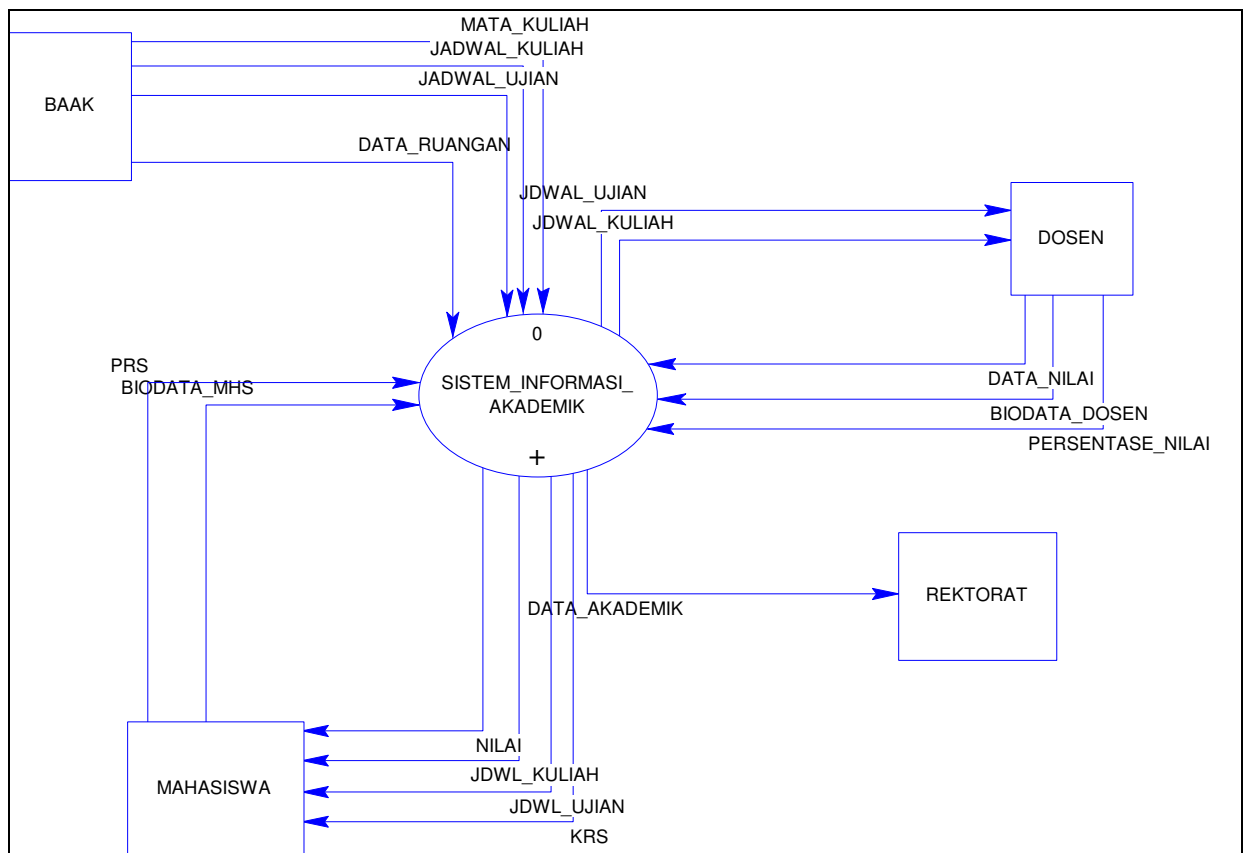 MATA_KULIAH
JADWAL_KULIAH
JADWAL_UJIAN
BAAK
DATA_RUANGAN
JDWAL_UJIAN
JDWAL_KULIAH
DOSEN
0
SISTEM_INFORMASI_
AKADEMIK
+
PRS
BIODATA_MHS
DATA_NILAI
BIODATA_DOSEN
PERSENTASE_NILAI
DATA_AKADEMIK
REKTORAT
NILAI
JDWL_KULIAH
MAHASISWA
JDWL_UJIAN
KRS